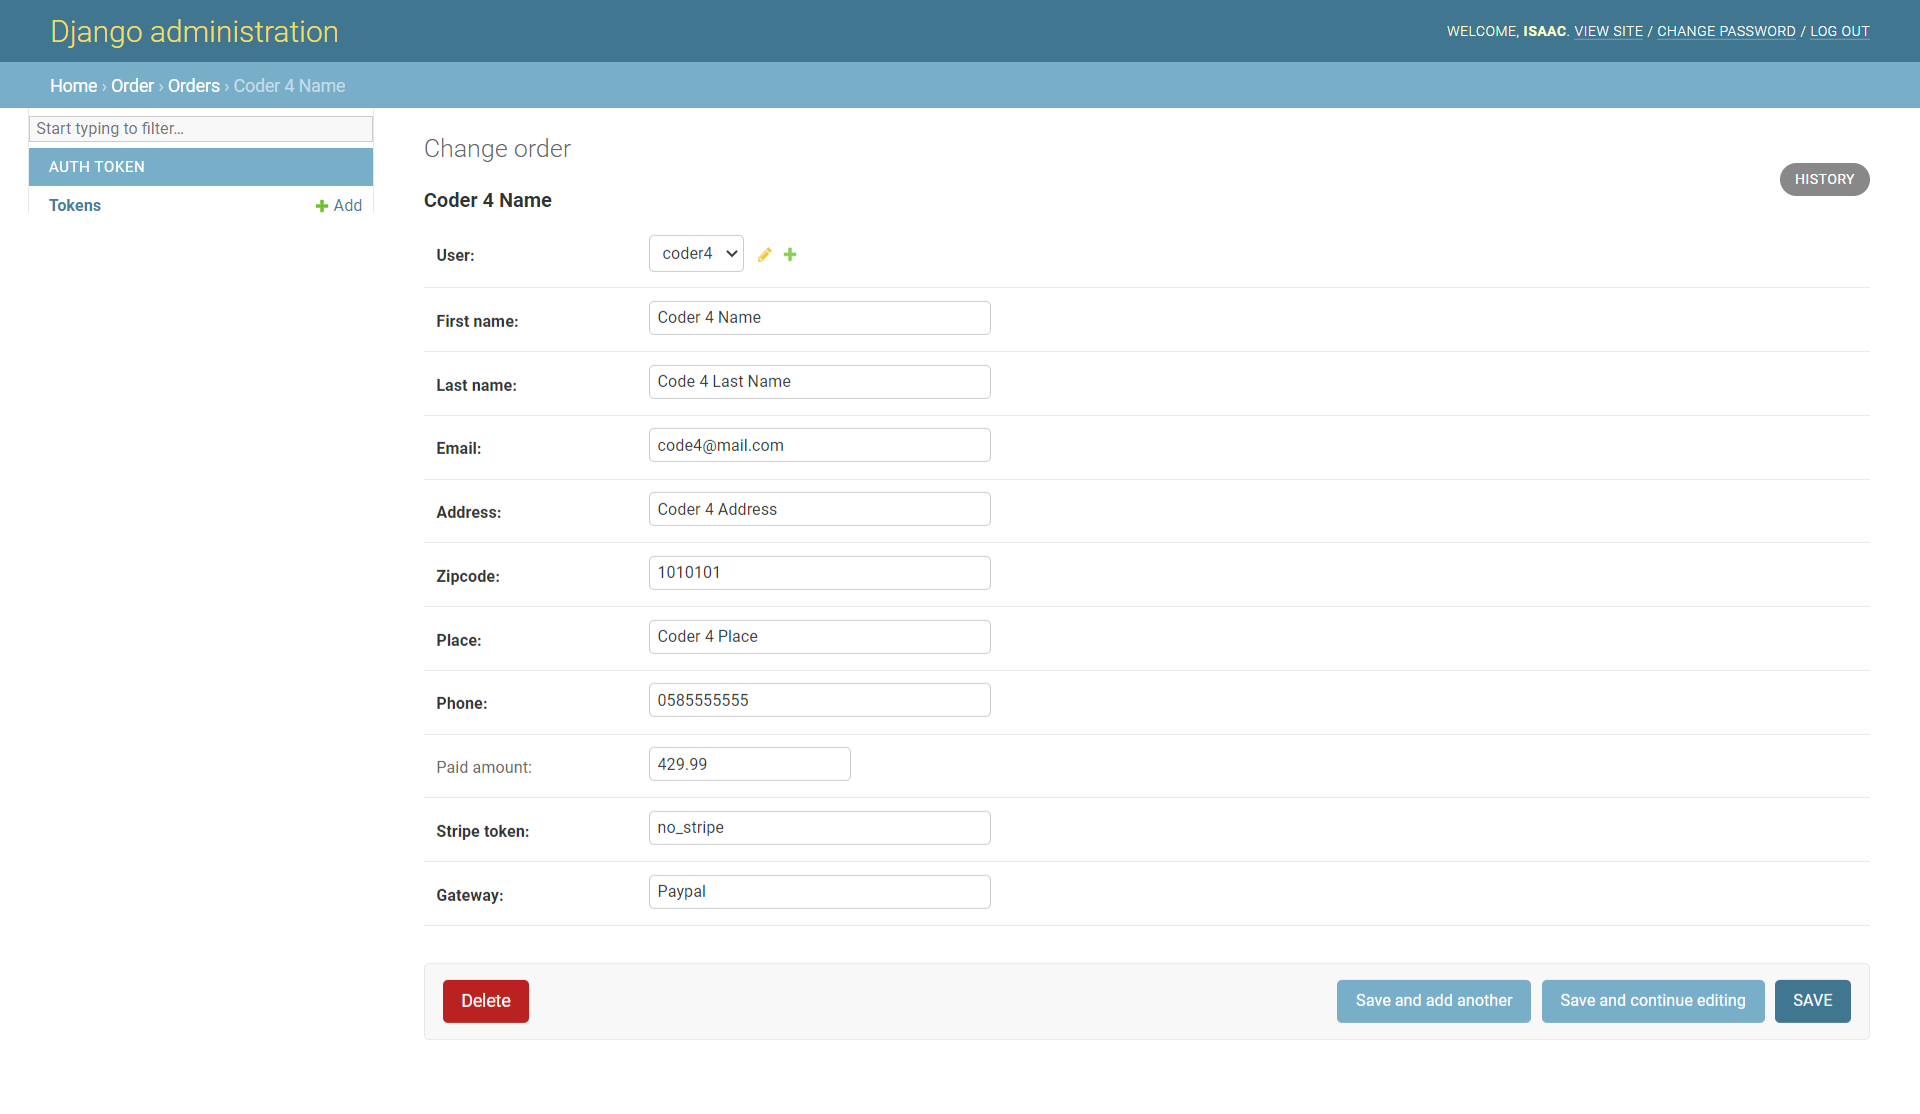 Django administration
WELCOME, ISAAC. VIEW SITE / CHANGE PASSWORD / LOG OUT
Home › Order › Orders › Coder 4 Name
Start typing to filter...
AUTH TOKEN
Tokens
Add
Change order
HISTORY
Coder 4 Name
User:
coder4
First name:
Coder 4 Name
Last name:
Code 4 Last Name
Email:
code4@mail.com
Address:
Coder 4 Address
Zipcode:
1010101
Place:
Coder 4 Place
Phone:
0585555555
Paid amount:
429.99
Stripe token:
no_stripe
Gateway:
Paypal
Delete
Save and add another
Save and continue editing
SAVE